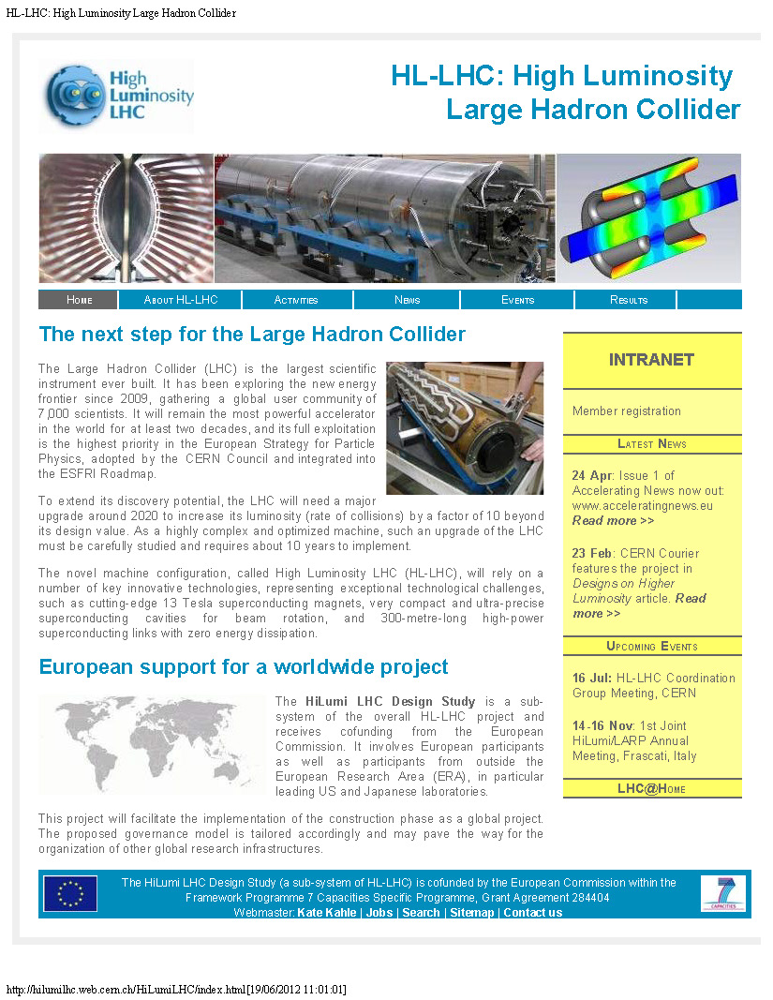 HL-LHC: High Luminosity Large Hadron Collider
High
Luminosity
LHC
HL-LHC: High Luminosity
Large Hadron Collider
Home About HL-LHC Activities News Events Results
The next step for the Large Hadron Collider
The Large Hadron Collider (LHC) is the largest scientific
instrument ever built. It has been exploring the new energy
frontier since 2009, gathering a global user community of
7,000 scientists. It will remain the most powerful accelerator
in the world for at least two decades, and its full exploitation
is the highest priority in the European Strategy for Particle
Physics, adopted by the CERN Council and integrated into
the ESFRI Roadmap.
To extend its discovery potential, the LHC will need a major
upgrade around 2020 to increase its luminosity (rate of collisions) by a factor of 10 beyond
its design value. As a highly complex and optimized machine, such an upgrade of the LHC
must be carefully studied and requires about 10 years to implement.
The novel machine configuration, called High Luminosity LHC (HL-LHC), will rely on a
number of key innovative technologies, representing exceptional technological challenges,
such as cutting-edge 13 Tesla superconducting magnets, very compact and ultra-precise
superconducting cavities for beam rotation, and 300-metre-long high-power
superconducting links with zero energy dissipation.
European support for a worldwide project
The HiLumi LHC Design Study is a sub-
system of the overall HL-LHC project and
receives cofunding from the European
Commission. It involves European participants
as well as participants from outside the
European Research Area (ERA), in particular
leading US and Japanese laboratories.
This project will facilitate the implementation of the construction phase as a global project.
The proposed governance model is tailored accordingly and may pave the way for the
organization of other global research infrastructures.
INTRANET
Member registration
Latest News
24 Apr: Issue 1 of
Accelerating News now out:
www.acceleratingnews.eu
Read more >>
23 Feb: CERN Courier
features the project in
Designs on Higher
Luminosity article. Read
more >>
Upcoming Events
16 Jul: HL-LHC Coordination
Group Meeting, CERN
14-16 Nov: 1st Joint
HiLumi/LARP Annual
Meeting, Frascati, Italy
LHC@Home
The HiLumi LHC Design Study (a sub-system of HL-LHC) is cofunded by the European Commission within the
Framework Programme 7 Capacities Specific Programme, Grant Agreement 284404
Webmaster: Kate Kahle | Jobs | Search | Sitemap | Contact us
7
CAPACITIES
http://hilumilhc.web.cern.ch/HiLumiLHC/index.html[19/06/2012 11:01:01]